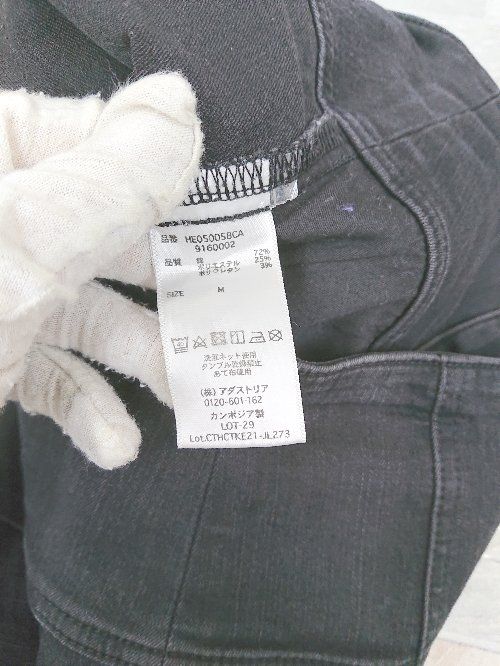 品番 HE0500SBCA
9160002
品質 綿 72%
ポリエステル 25%
ポリウレタン 3%
SIZE M
洗濯ネット使用
タンブル乾燥禁止
あて布使用
(株) アダストリア
0120-601-162
カンボジア製
LOT-29
Lot.CTHCTKE21-JL273